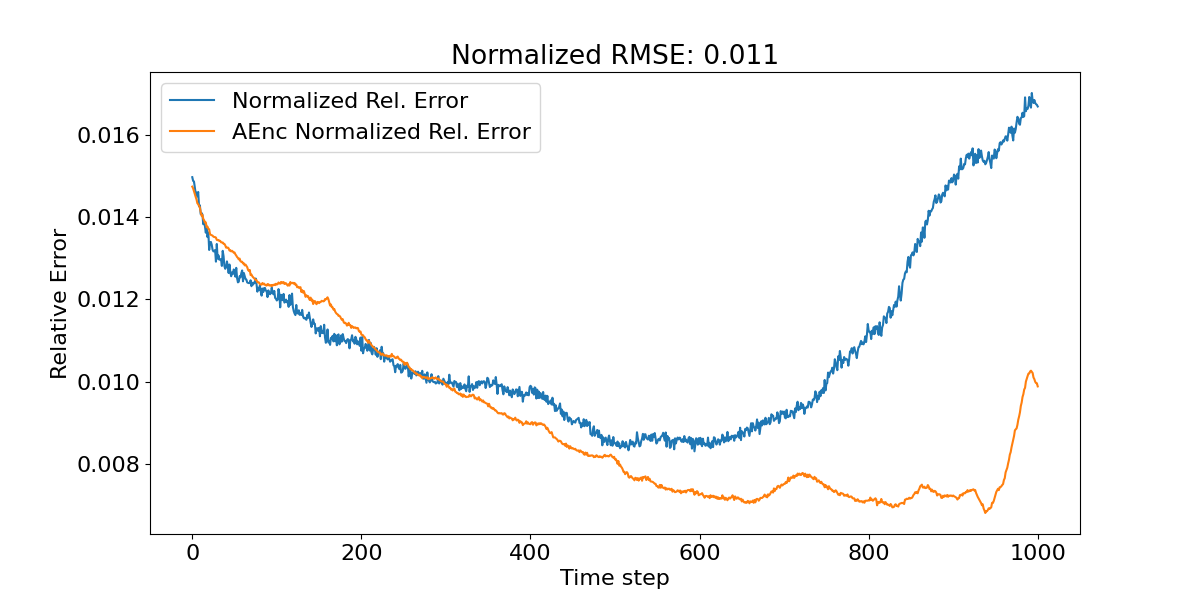 Normalized RMSE: 0.011
Normalized Rel. Error
AEnc Normalized Rel. Error
Relative Error
0.016
0.014
0.012
0.010
0.008
0 200 400 600 800 1000
Time step